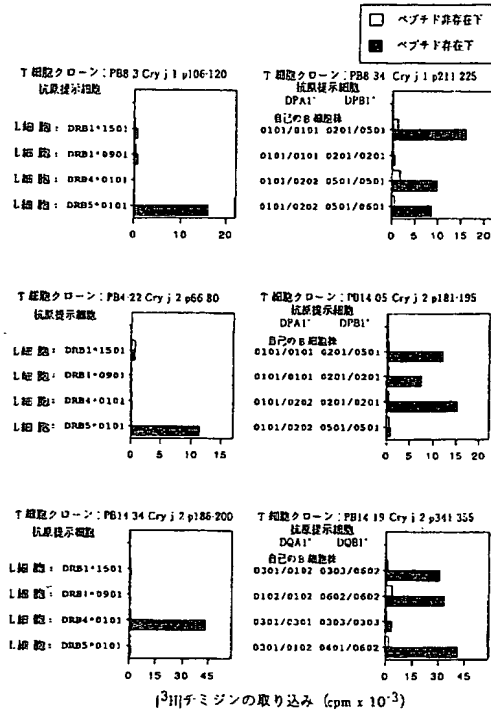 ペプチド非存在下
ペプチド存在下
T 細胞クローン：PB8 3 Cry j 1 p106-120
抗原提示細胞
L細胞： DRB1*1501
L細胞： DRB1*0901
L細胞： DRB4*0101
L細胞： DRB5*0101
0 10 20
T 細胞クローン：PB8 34 Cry j 1 p211 225
抗原提示細胞
DPA1* DPB1*
自己のB細胞株
0101/0101 0201/0501
0101/0101 0201/0201
0101/0202 0501/0501
0101/0202 0501/0601
0 5 10 15 20
T 細胞クローン：PB4-22 Cry j 2 p66 80
抗原提示細胞
L細胞： DRB1*1501
L細胞： DRB1*0901
L細胞： DRB4*0101
L細胞： DRB5*0101
0 5 10 15
T 細胞クローン：PB14 05 Cry j 2 p181-195
抗原提示細胞
DPA1* DPB1*
自己のB細胞株
0101/0101 0201/0501
0101/0101 0201/0201
0101/0202 0201/0201
0101/0202 0501/0501
0 5 10 15 20
T 細胞クローン：PB14 34 Cry j 2 p186-200
抗原提示細胞
L細胞： DRB1*1501
L細胞： DRB1*0901
L細胞： DRB4*0101
L細胞： DRB5*0101
0 15 30 45
T 細胞クローン：PB14 19 Cry j 2 p341 355
抗原提示細胞
DQA1* DQB1*
自己のB細胞株
0301/0102 0303/0602
0102/0102 0602/0602
0301/0301 0303/0303
0301/0102 0401/0602
0 15 30 45
[³H]チミジンの取り込み (cpm x 10⁻³)